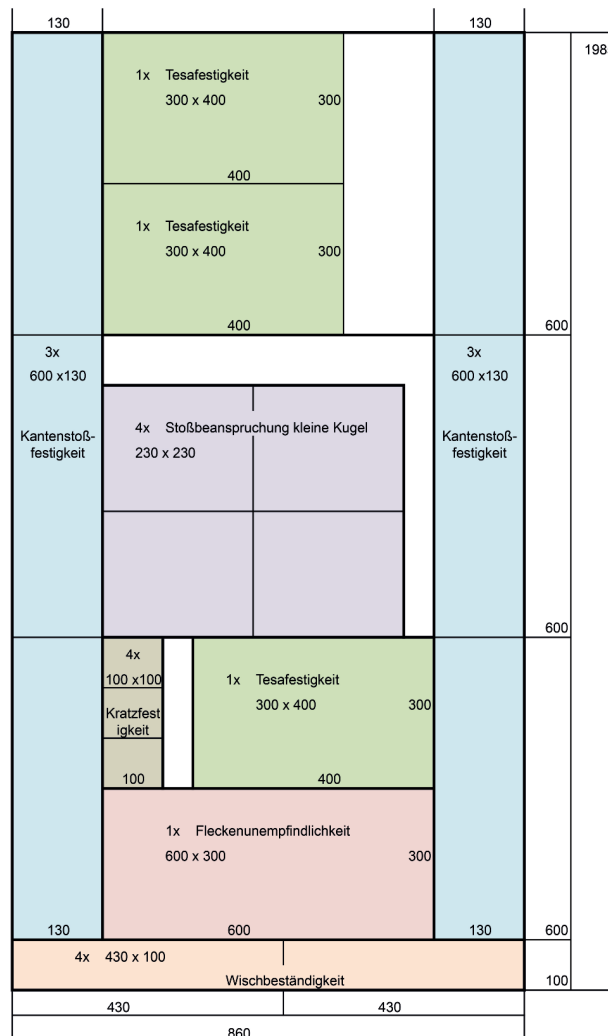 130 130
198
1x Tesafestigkeit
300 x 400 300
400
1x Tesafestigkeit
300 x 400 300
400 600
3x
600 x130
Kantenstoß-
festigkeit
3x
600 x130
Kantenstoß-
festigkeit
4x Stoßbeanspruchung kleine Kugel
230 x 230
600
4x
100 x100
Kratzfest
igkeit
100
1x Tesafestigkeit
300 x 400 300
400
1x Fleckenunempfindlichkeit
600 x 300 300
130 600 130 600
4x 430 x 100
Wischbeständigkeit 100
430 430
860